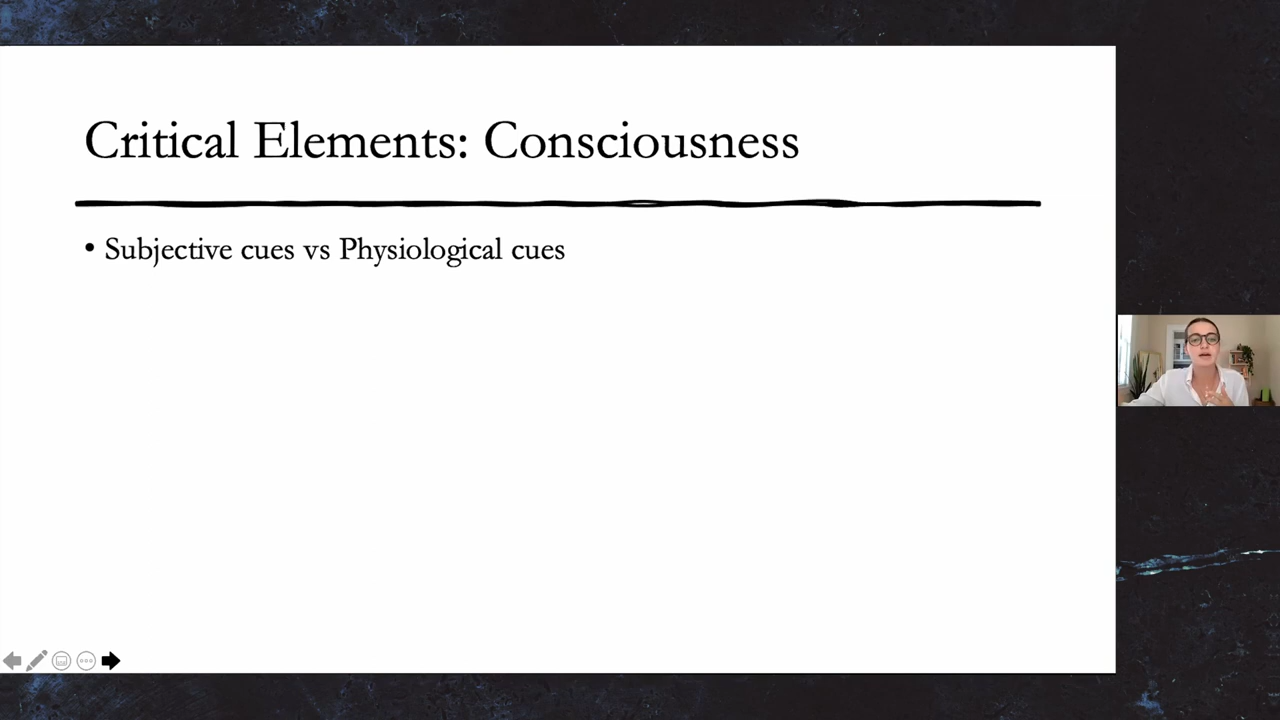 Critical Elements: Consciousness
• Subjective cues vs Physiological cues